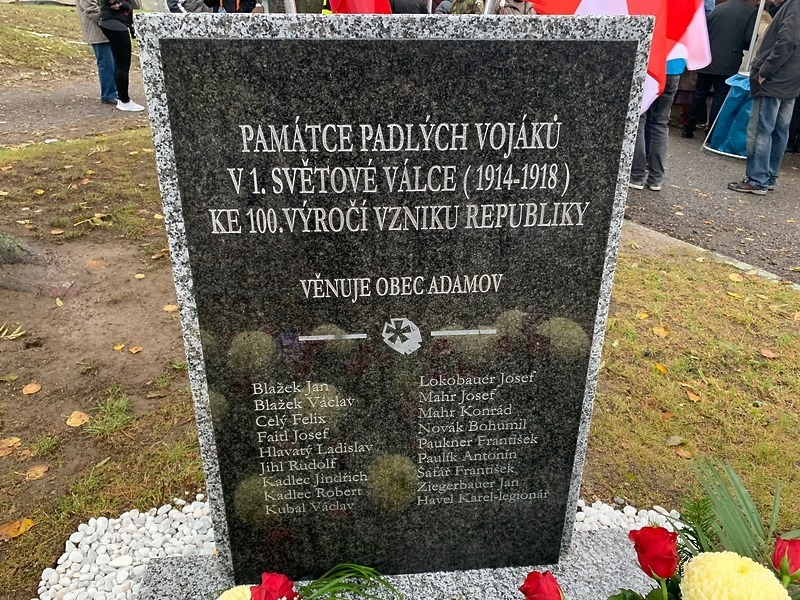 PAMÁTCE PADLÝCH VOJÁKŮ
V 1. SVĚTOVÉ VÁLCE ( 1914-1918 )
KE 100. VÝROČÍ VZNIKU REPUBLIKY
VĚNUJE OBEC ADAMOV
Blažek Jan
Blažek Václav
Celý Felix
Faitl Josef
Hlavatý Ladislav
Jihl Rudolf
Kadlec Jindřich
Kadlec Robert
Kubal Václav
Lokobauer Josef
Mahr Josef
Mahr Konrád
Novák Bohumil
Paukner František
Paulík Antonín
Šafář František
Ziegerbauer Jan
Havel Karel-legionář